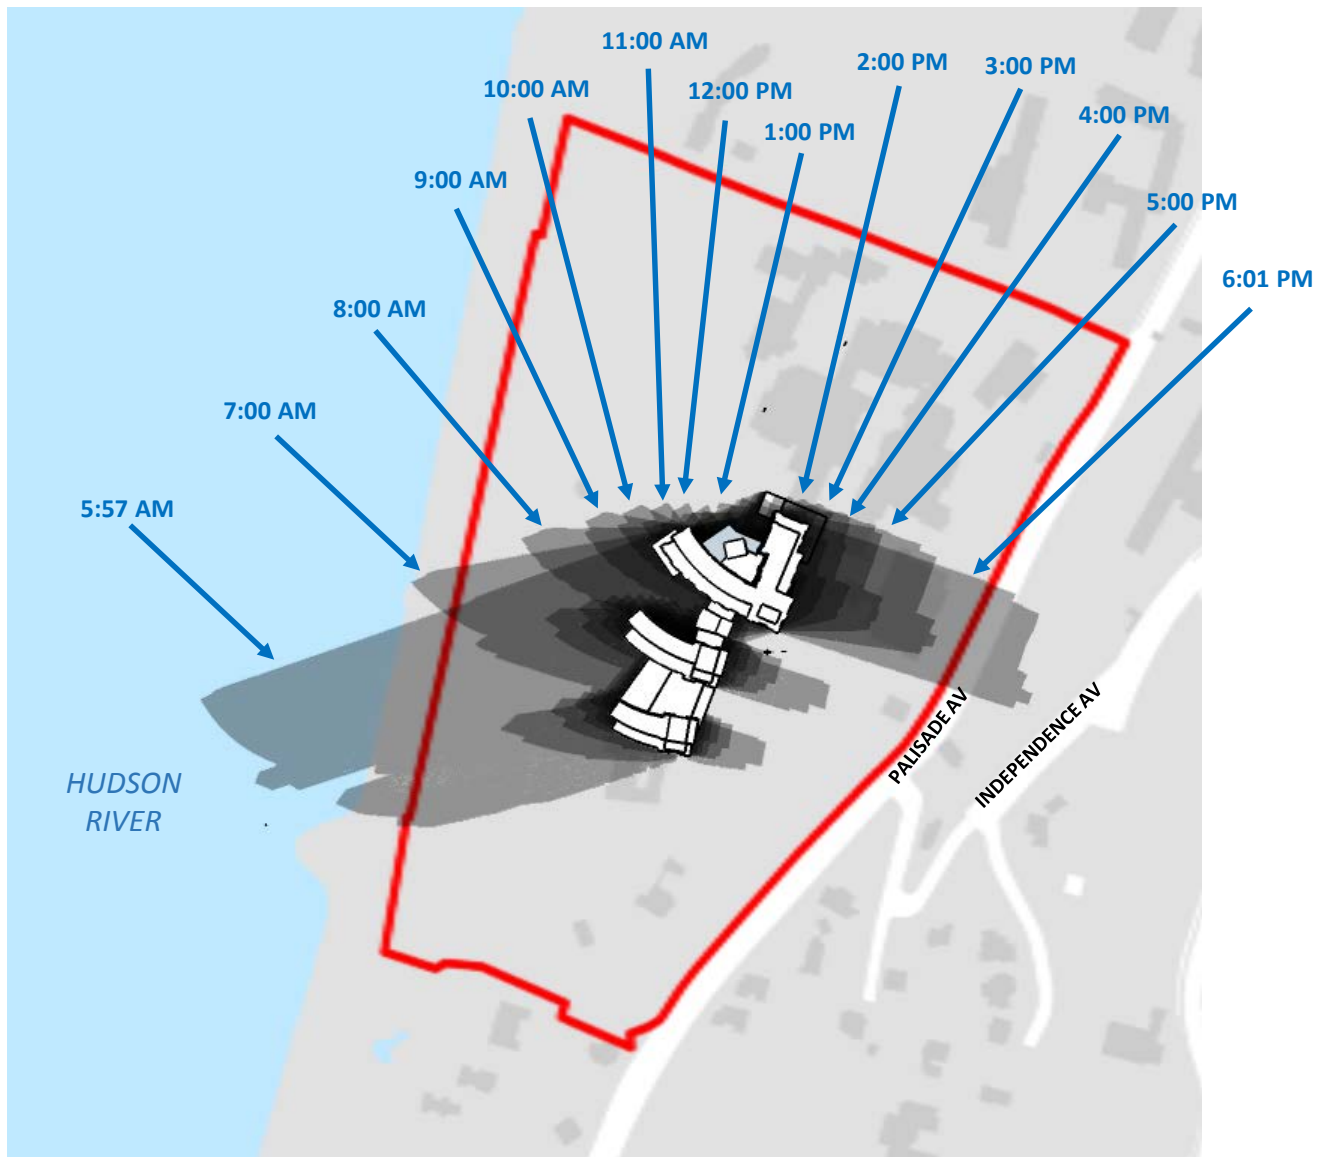 11:00 AM
2:00 PM
3:00 PM
10:00 AM
12:00 PM
4:00 PM
1:00 PM
9:00 AM
5:00 PM
6:01 PM
8:00 AM
7:00 AM
5:57 AM
PALISADE AV
INDEPENDENCE AV
HUDSON
RIVER